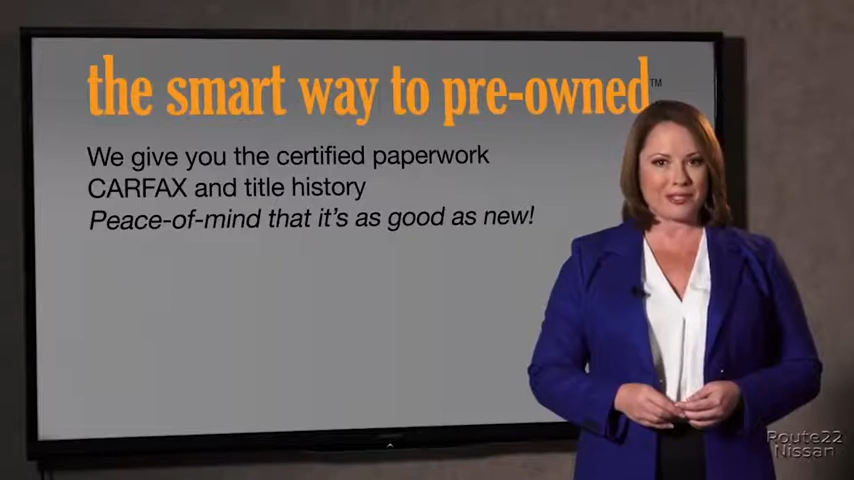 the smart way to pre-owned™
We give you the certified paperwork
CARFAX and title history
Peace-of-mind that it's as good as new!
Route22
Nissan